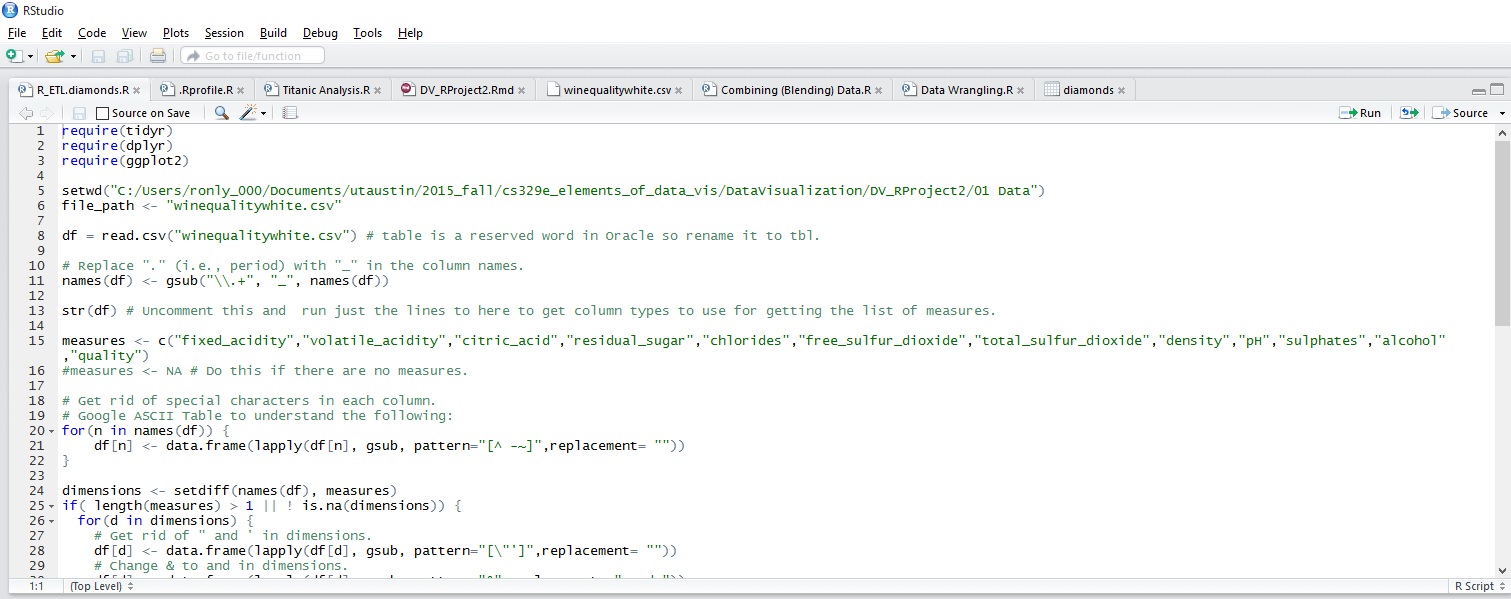 RStudio
File Edit Code View Plots Session Build Debug Tools Help
Go to file/function
R_ETL.diamonds.R .Rprofile.R Titanic Analysis.R DV_RProject2.Rmd winequalitywhite.csv Combining (Blending) Data.R Data Wrangling.R diamonds
Source on Save Run Source
1 require(tidyr)
2 require(dplyr)
3 require(ggplot2)
4
5 setwd("C:/Users/ronly_000/Documents/utaustin/2015_fall/cs329e_elements_of_data_vis/DataVisualization/DV_RProject2/01 Data")
6 file_path <- "winequalitywhite.csv"
7
8 df = read.csv("winequalitywhite.csv") # table is a reserved word in Oracle so rename it to tbl.
9
10 # Replace "." (i.e., period) with "_" in the column names.
11 names(df) <- gsub("\\.+", "_", names(df))
12
13 str(df) # Uncomment this and  run just the lines to here to get column types to use for getting the list of measures.
14
15 measures <- c("fixed_acidity","volatile_acidity","citric_acid","residual_sugar","chlorides","free_sulfur_dioxide","total_sulfur_dioxide","density","pH","sulphates","alcohol"
,"quality")
16 #measures <- NA # Do this if there are no measures.
17
18 # Get rid of special characters in each column.
19 # Google ASCII Table to understand the following:
20 for(n in names(df)) {
21     df[n] <- data.frame(lapply(df[n], gsub, pattern="[^ -~]",replacement= ""))
22 }
23
24 dimensions <- setdiff(names(df), measures)
25 if( length(measures) > 1 || ! is.na(dimensions)) {
26   for(d in dimensions) {
27     # Get rid of " and ' in dimensions.
28     df[d] <- data.frame(lapply(df[d], gsub, pattern="[\"']",replacement= ""))
29     # Change & to and in dimensions.
1:1 (Top Level) R Script